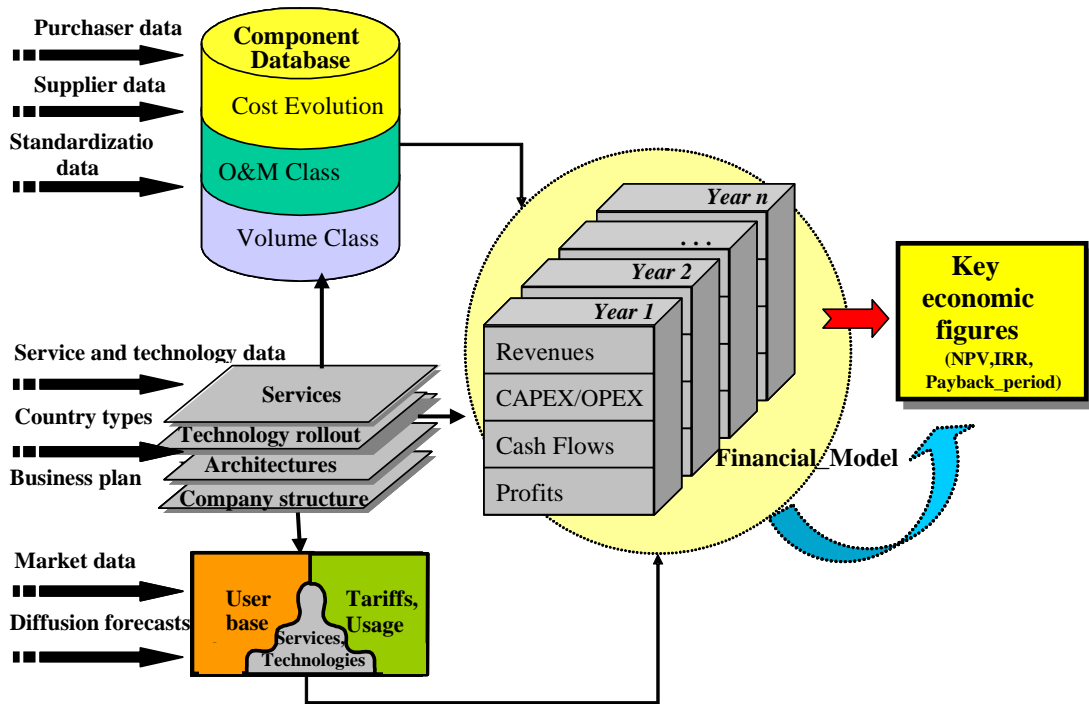 Purchaser data
Supplier data
Standardizatio
data
Component
Database
Cost Evolution
O&M Class
Volume Class
Service and technology data
Country types
Business plan
Services
Technology rollout
Architectures
Company structure
Market data
Diffusion forecasts
User
base
Tariffs,
Usage
Services,
Technologies
Year n
. . .
Year 2
Year 1
Revenues
CAPEX/OPEX
Cash Flows
Profits
Financial_Model
Key
economic
figures
(NPV,IRR,
Payback_period)